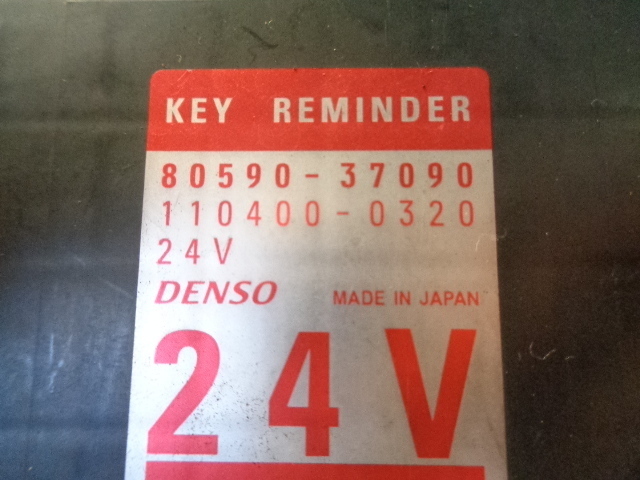 KEY REMINDER
80590-37090
110400-0320
24V
DENSO MADE IN JAPAN
24V